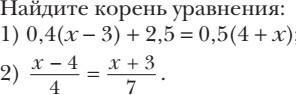 Найдите корень уравнения:
1) 0,4(x − 3) + 2,5 = 0,5(4 + x);
2) (x − 4)/4 = (x + 3)/7 .